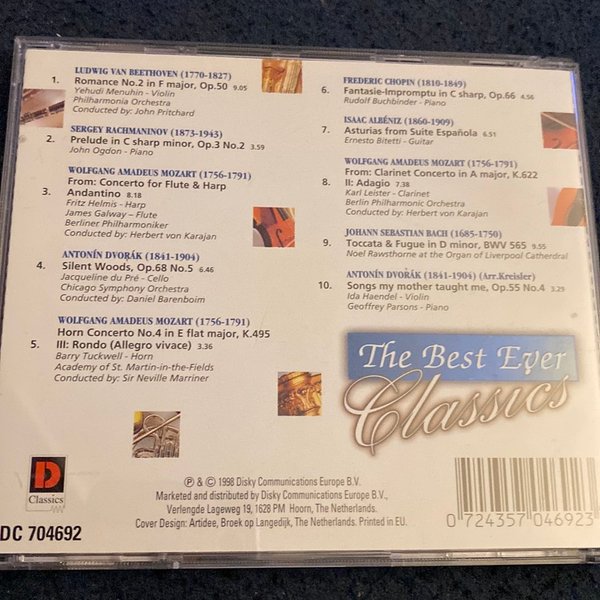 LUDWIG VAN BEETHOVEN (1770-1827)
1. Romance No.2 in F major, Op.50 9.05
Yehudi Menuhin - Violin
Philharmonia Orchestra
Conducted by: John Pritchard
SERGEY RACHMANINOV (1873-1943)
2. Prelude in C sharp minor, Op.3 No.2 3.59
John Ogdon - Piano
WOLFGANG AMADEUS MOZART (1756-1791)
From: Concerto for Flute & Harp
3. Andantino 8.18
Fritz Helmis - Harp
James Galway – Flute
Berliner Philharmoniker
Conducted by: Herbert von Karajan
ANTONÍN DVOŘÁK (1841-1904)
4. Silent Woods, Op.68 No.5 6.46
Jacqueline du Pré - Cello
Chicago Symphony Orchestra
Conducted by: Daniel Barenboim
WOLFGANG AMADEUS MOZART (1756-1791)
Horn Concerto No.4 in E flat major, K.495
5. III: Rondo (Allegro vivace) 3.36
Barry Tuckwell - Horn
Academy of St. Martin-in-the-Fields
Conducted by: Sir Neville Marriner
FREDERIC CHOPIN (1810-1849)
6. Fantasie-Impromptu in C sharp, Op.66 4.56
Rudolf Buchbinder - Piano
ISAAC ALBÉNIZ (1860-1909)
7. Asturias from Suite Española 6.51
Ernesto Bitetti - Guitar
WOLFGANG AMADEUS MOZART (1756-1791)
From: Clarinet Concerto in A major, K.622
8. II: Adagio 7.38
Karl Leister - Clarinet
Berlin Philharmonic Orchestra
Conducted by: Herbert von Karajan
JOHANN SEBASTIAN BACH (1685-1750)
9. Toccata & Fugue in D minor, BWV 565 9.55
Noel Rawsthorne at the Organ of Liverpool Cathedral
ANTONÍN DVOŘÁK (1841-1904) (Arr.Kreisler)
10. Songs my mother taught me, Op.55 No.4 3.29
Ida Haendel - Violin
Geoffrey Parsons - Piano
The Best Ever
Classics
D
Classics
DC 704692
℗ & © 1998 Disky Communications Europe B.V.
Marketed and distributed by Disky Communications Europe B.V.,
Verlengde Lageweg 19, 1628 PM Hoorn, The Netherlands.
Cover Design: Artidee, Broek op Langedijk, The Netherlands. Printed in EU.
0 724357 046923